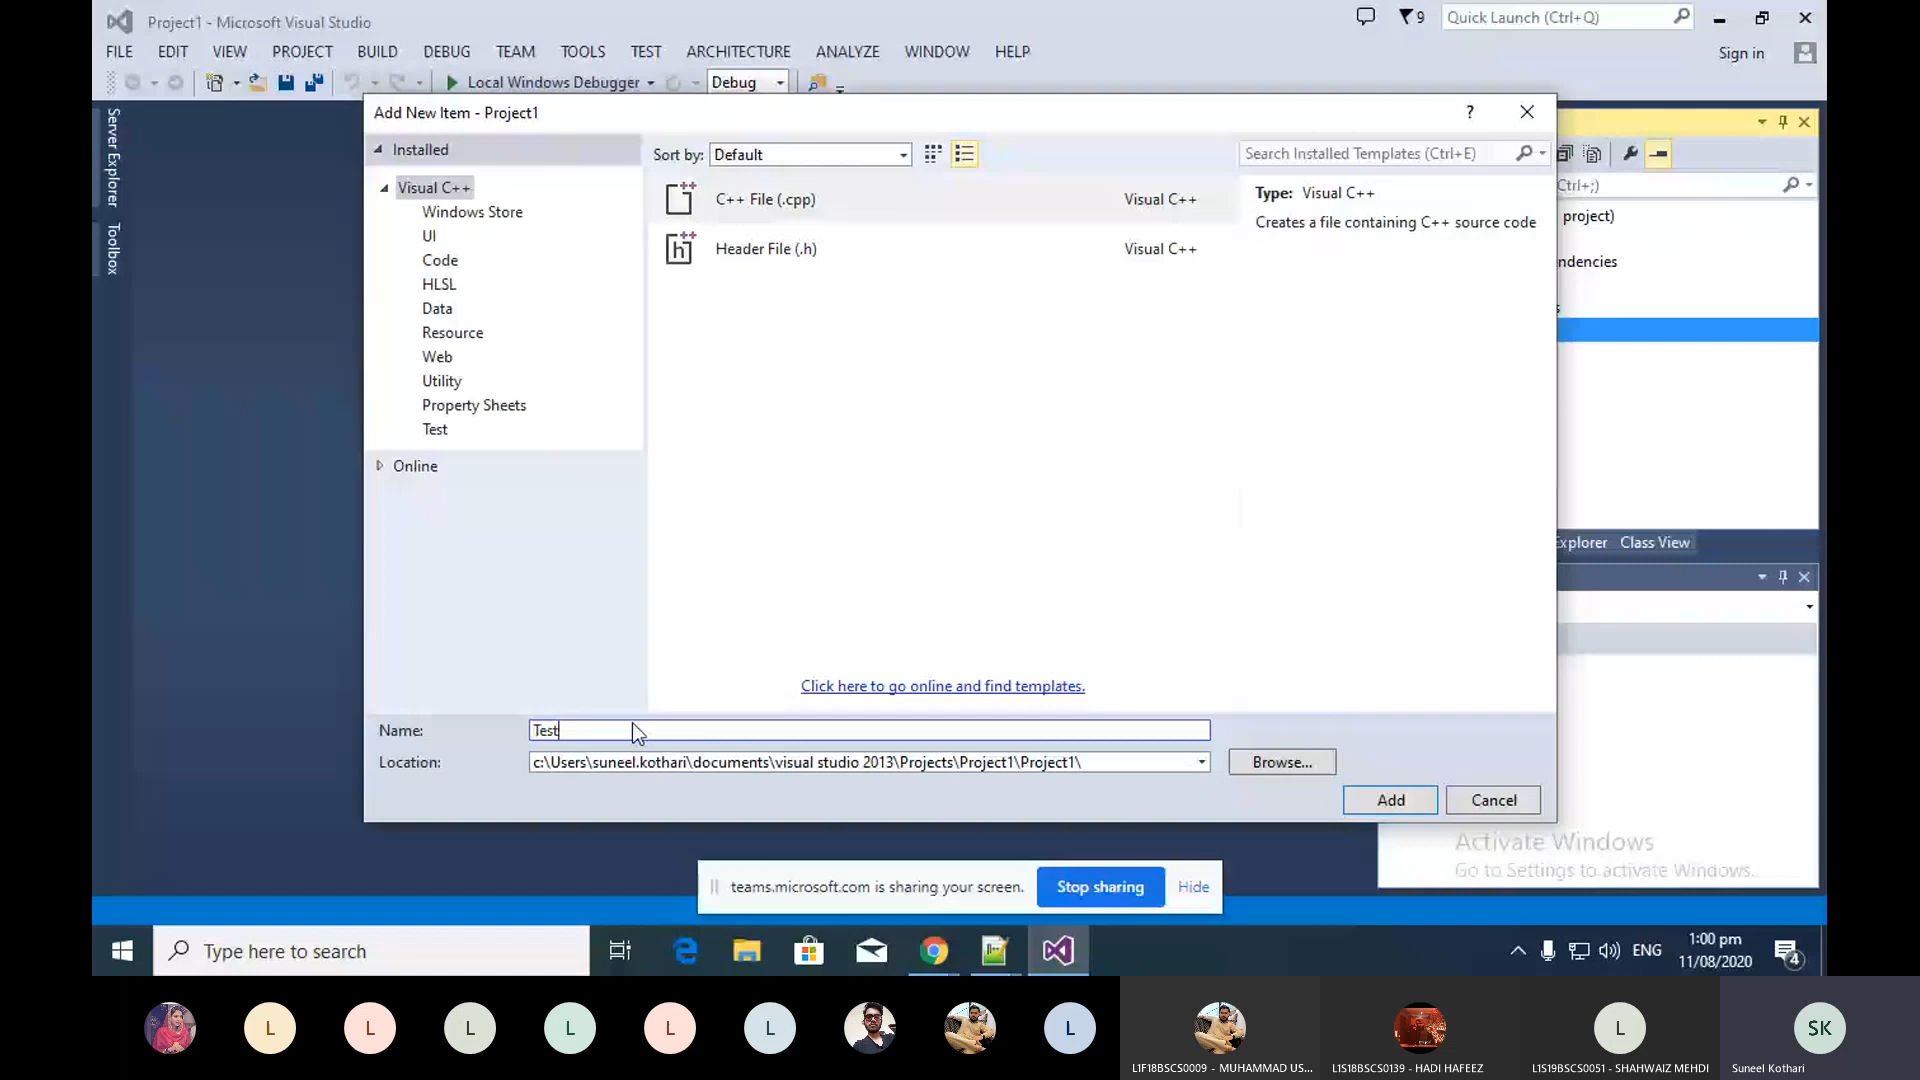 Project1 - Microsoft Visual Studio
9
Quick Launch (Ctrl+Q)
FILE EDIT VIEW PROJECT BUILD DEBUG TEAM TOOLS TEST ARCHITECTURE ANALYZE WINDOW HELP
Sign in
Local Windows Debugger
Debug
Server Explorer
Toolbox
Add New Item - Project1
?
Installed
Sort by: Default
Search Installed Templates (Ctrl+E)
Visual C++
Windows Store
UI
Code
HLSL
Data
Resource
Web
Utility
Property Sheets
Test
Online
C++ File (.cpp) Visual C++
Header File (.h) Visual C++
Type: Visual C++
Creates a file containing C++ source code
Ctrl+;)
project)
ndencies
s
Explorer Class View
Click here to go online and find templates.
Name: Test
Location: c:\Users\suneel.kothari\documents\visual studio 2013\Projects\Project1\Project1\
Browse...
Add Cancel
Activate Windows
Go to Settings to activate Windows.
teams.microsoft.com is sharing your screen. Stop sharing Hide
Type here to search
ENG
1:00 pm
11/08/2020
4
L L L L L L L L SK
L1F18BSCS0009 - MUHAMMAD US... L1S18BSCS0139 - HADI HAFEEZ L1S19BSCS0051 - SHAHWAIZ MEHDI Suneel Kothari